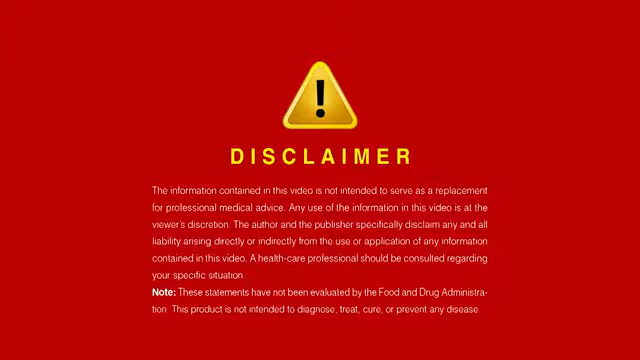 DISCLAIMER
The information contained in this video is not intended to serve as a replacement
for professional medical advice. Any use of the information in this video is at the
viewer's discretion. The author and the publisher specifically disclaim any and all
liability arising directly or indirectly from the use or application of any information
contained in this video. A health-care professional should be consulted regarding
your specific situation.
Note: These statements have not been evaluated by the Food and Drug Administra-
tion. This product is not intended to diagnose, treat, cure, or prevent any disease.